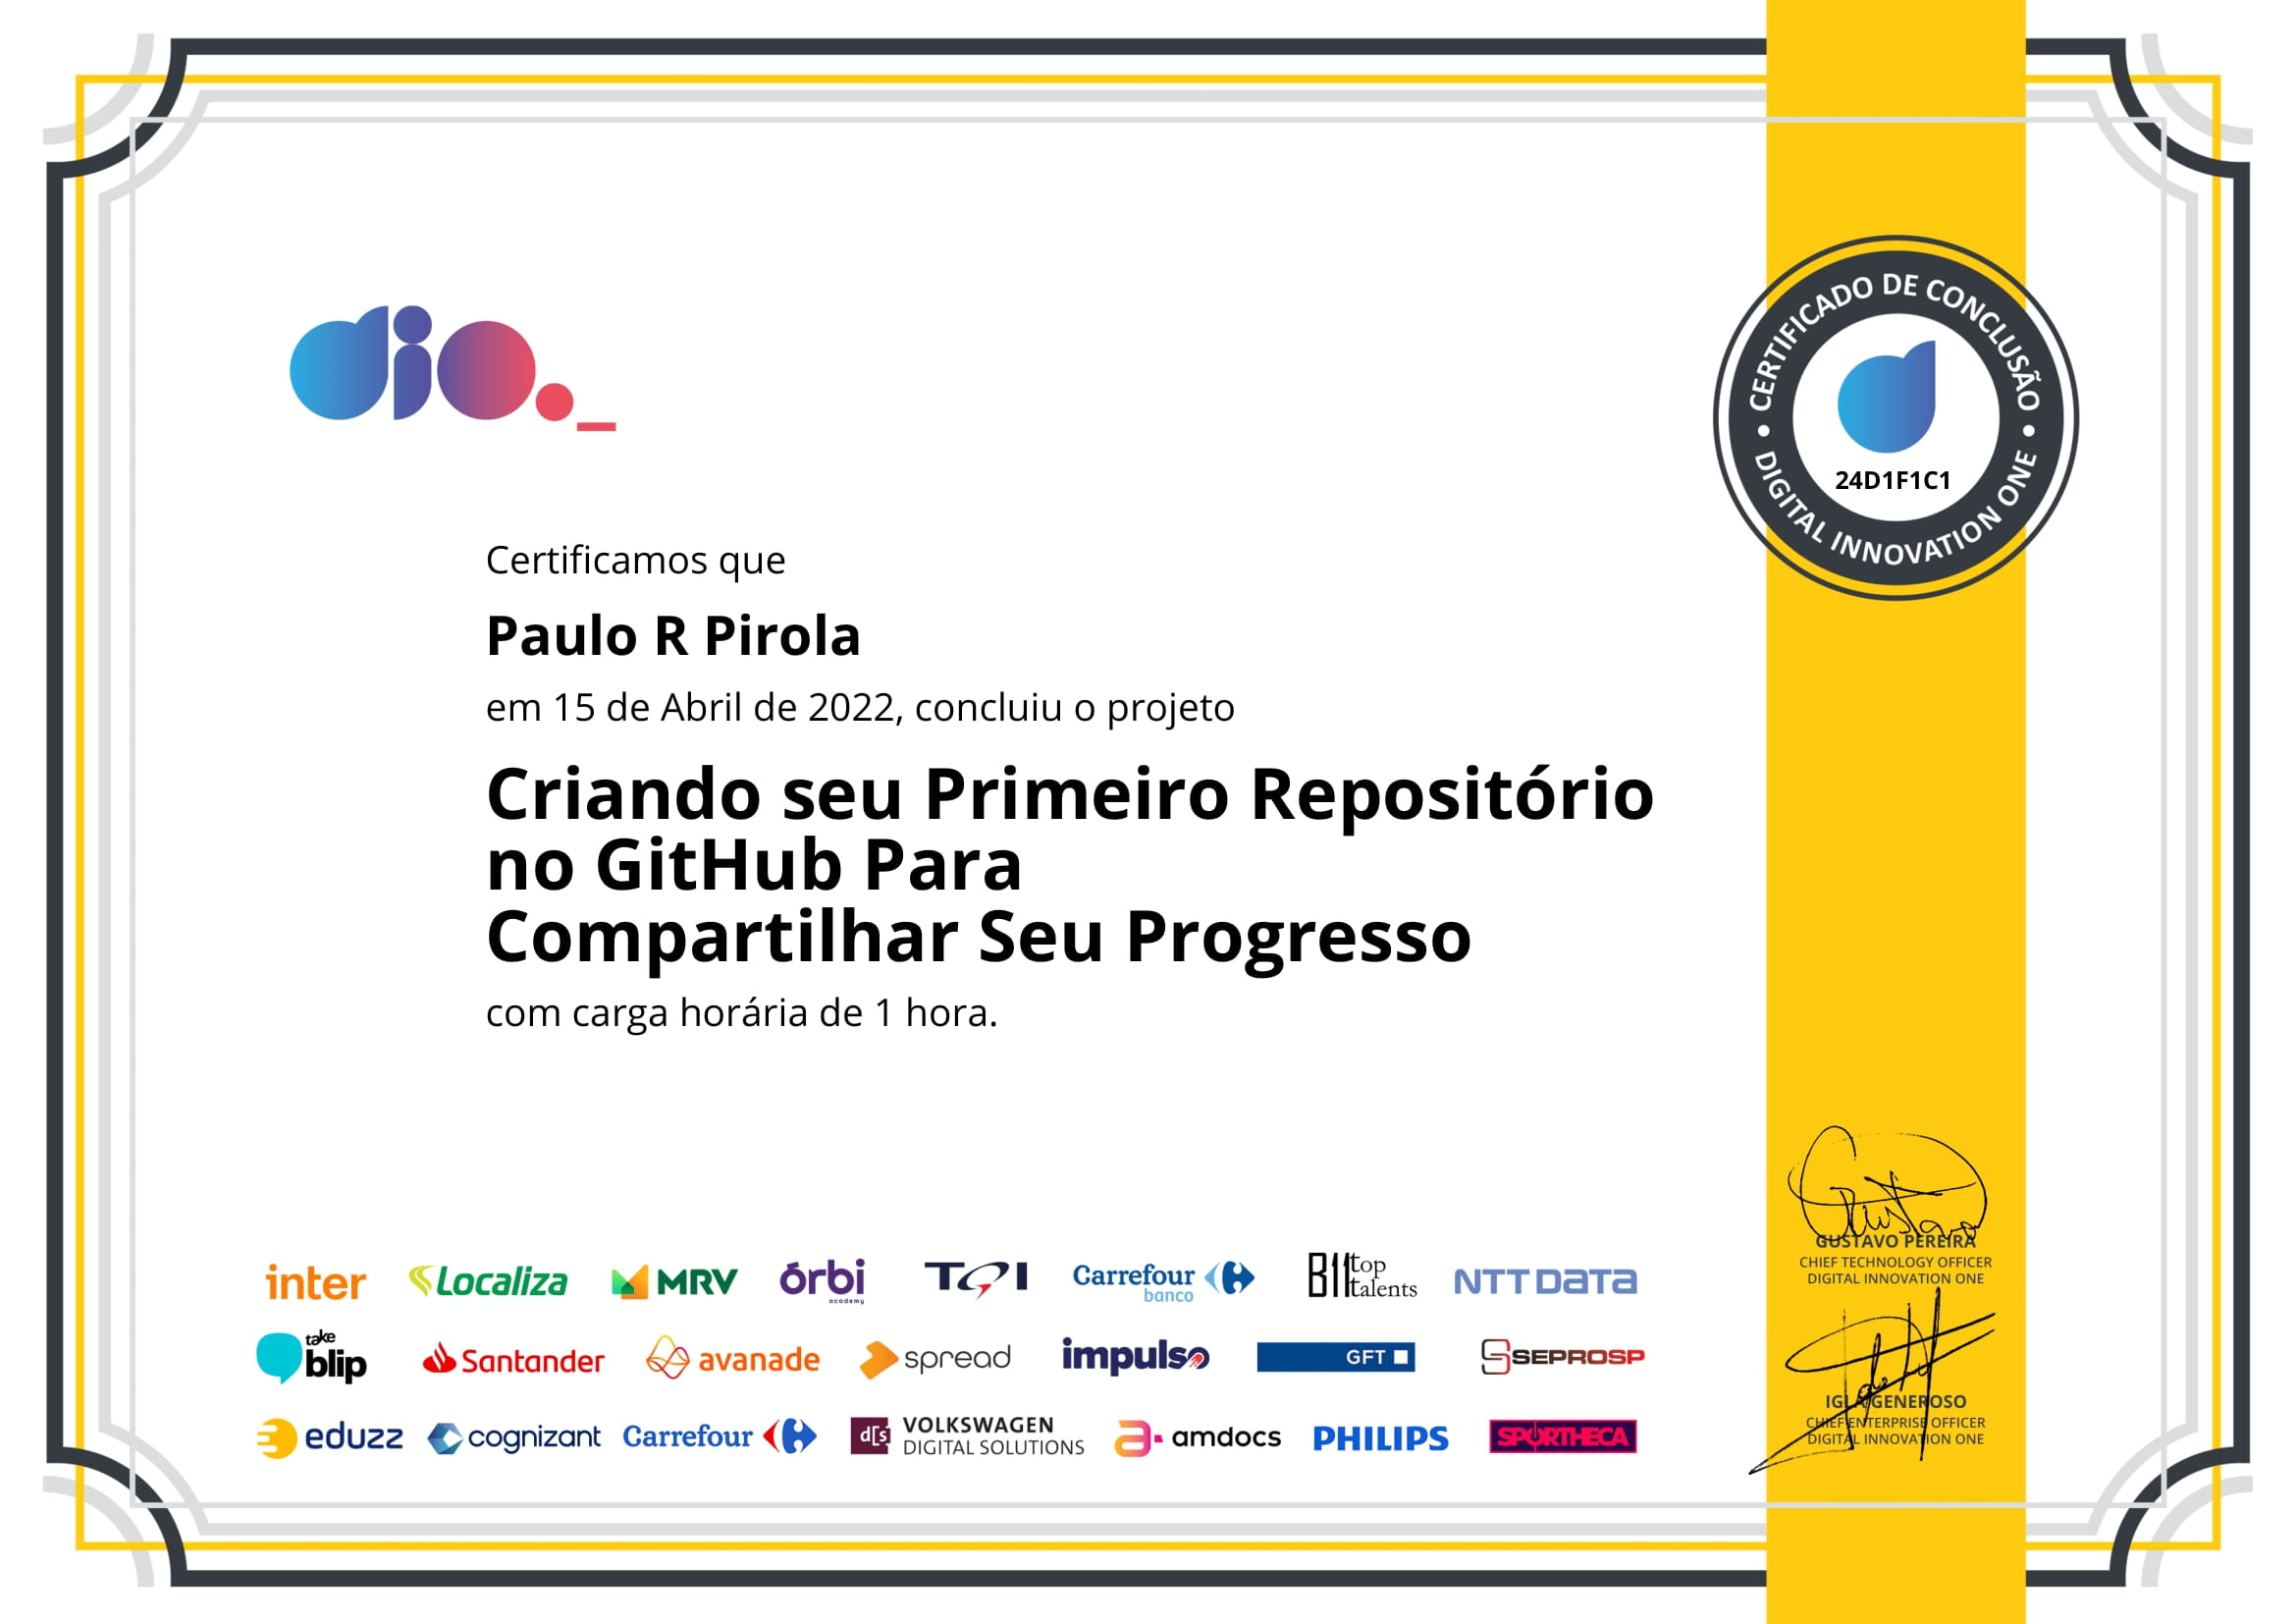 dio._
CERTIFICADO DE CONCLUSÃO
24D1F1C1
DIGITAL INNOVATION ONE
Certificamos que
Paulo R Pirola
em 15 de Abril de 2022, concluiu o projeto
Criando seu Primeiro Repositório
no GitHub Para
Compartilhar Seu Progresso
com carga horária de 1 hora.
GUSTAVO PEREIRA
CHIEF TECHNOLOGY OFFICER
DIGITAL INNOVATION ONE
IGLA GENEROSO
CHIEF ENTERPRISE OFFICER
DIGITAL INNOVATION ONE
inter Localiza MRV órbi academy TQI Carrefour banco B11 top talents NTT DATA
take blip Santander avanade spread impulso GFT SEPROSP
eduzz cognizant Carrefour d[s VOLKSWAGEN DIGITAL SOLUTIONS amdocs PHILIPS SPORTHECA